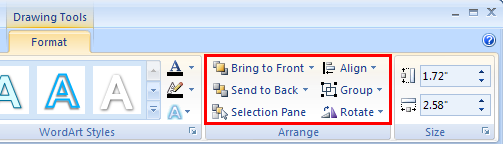 Drawing Tools
Format
Bring to Front Align 1.72"
Send to Back Group 2.58"
Selection Pane Rotate
WordArt Styles Arrange Size